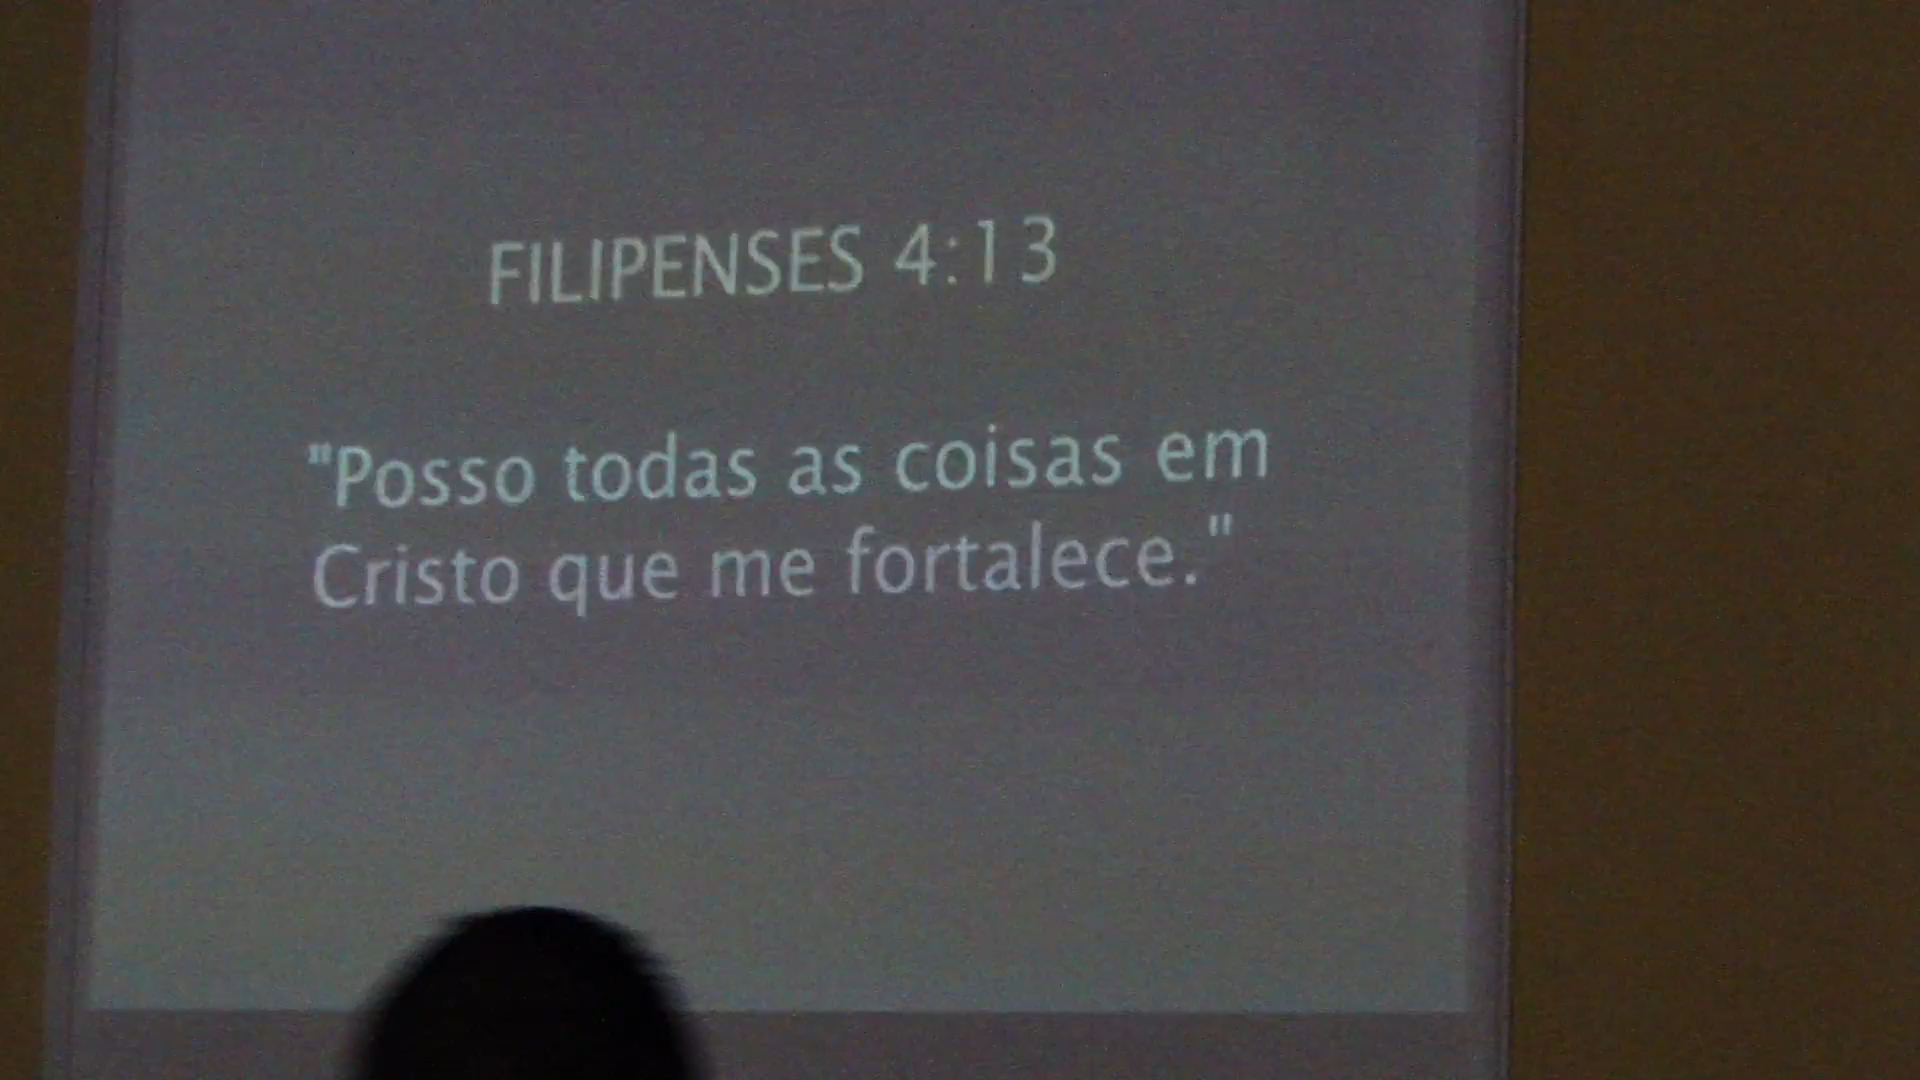 FILIPENSES 4:13
"Posso todas as coisas em
Cristo que me fortalece."